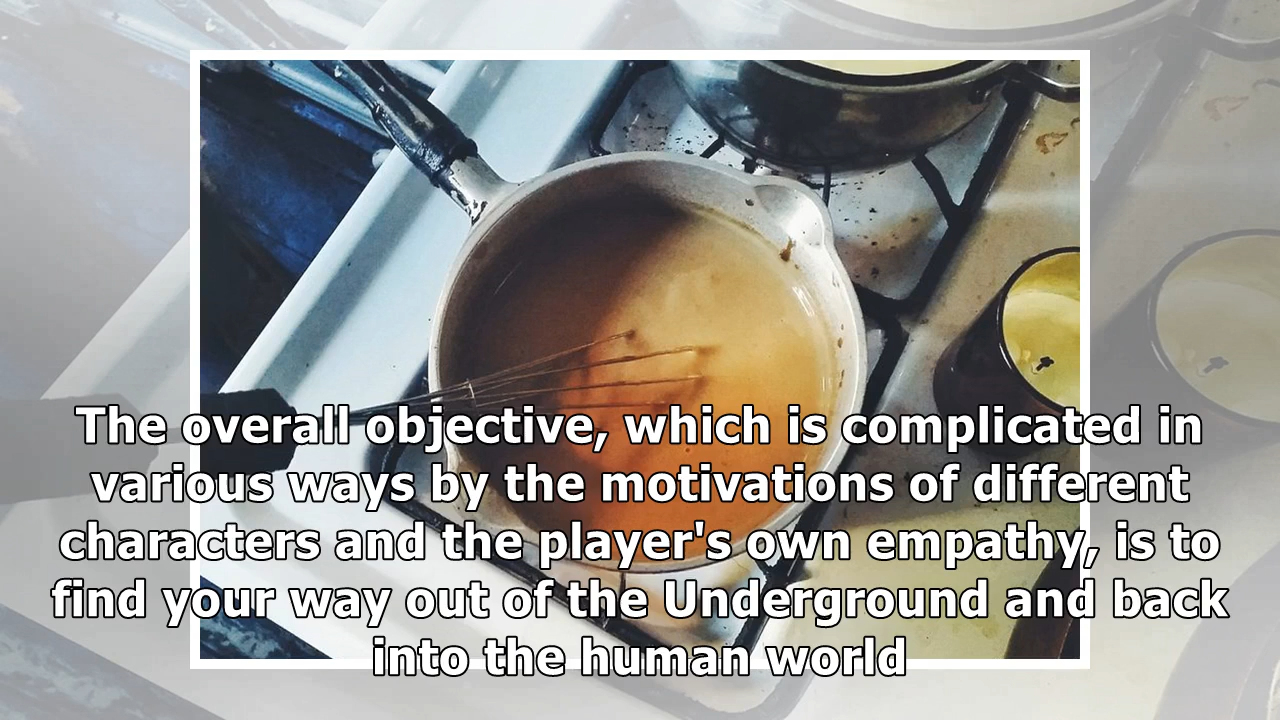 The overall objective, which is complicated in
various ways by the motivations of different
characters and the player's own empathy, is to
find your way out of the Underground and back
into the human world